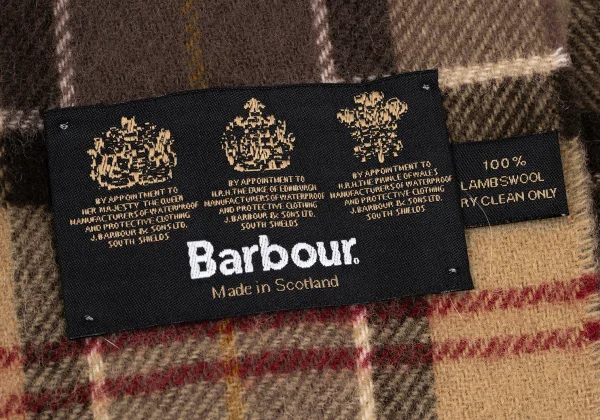 BY APPOINTMENT TO
HER MAJESTY THE QUEEN
MANUFACTURERS OF WATERPROOF
AND PROTECTIVE CLOTHING
J. BARBOUR & SONS LTD.
SOUTH SHIELDS
BY APPOINTMENT TO
H.R.H. THE DUKE OF EDINBURGH
MANUFACTURERS OF WATERPROOF
AND PROTECTIVE CLOTHING
J. BARBOUR & SONS LTD.
SOUTH SHIELDS
BY APPOINTMENT TO
H.R.H. THE PRINCE OF WALES
MANUFACTURERS OF WATERPROOF
AND PROTECTIVE CLOTHING
J. BARBOUR & SONS LTD.
SOUTH SHIELDS
Barbour.
Made in Scotland
100%
LAMBSWOOL
RY CLEAN ONLY